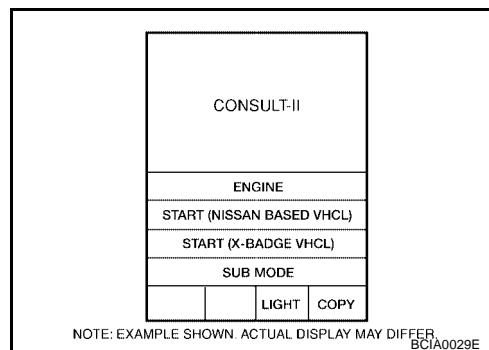 CONSULT-II
ENGINE
START (NISSAN BASED VHCL)
START (X-BADGE VHCL)
SUB MODE
LIGHT COPY
NOTE: EXAMPLE SHOWN. ACTUAL DISPLAY MAY DIFFER.
BCIA0029E